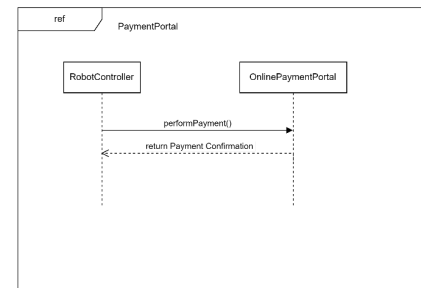 ref
PaymentPortal
RobotController
OnlinePaymentPortal
performPayment()
return Payment Confirmation